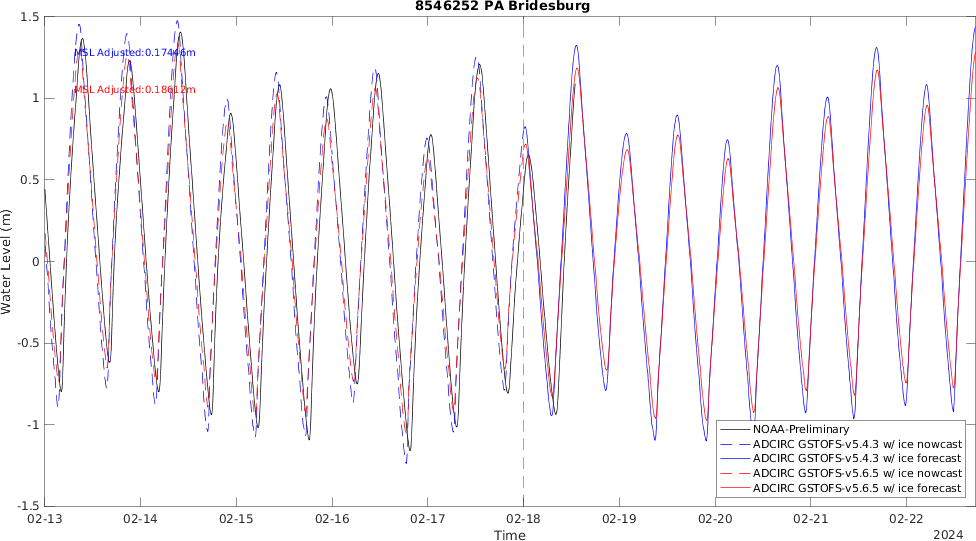 8546252 PA Bridesburg
1.5
1
0.5
0
-0.5
-1
-1.5
Water Level (m)
MSL Adjusted:0.17446m
MSL Adjusted:0.18612m
NOAA-Preliminary
ADCIRC GSTOFS-v5.4.3 w/ ice nowcast
ADCIRC GSTOFS-v5.4.3 w/ ice forecast
ADCIRC GSTOFS-v5.6.5 w/ ice nowcast
ADCIRC GSTOFS-v5.6.5 w/ ice forecast
02-13 02-14 02-15 02-16 02-17 02-18 02-19 02-20 02-21 02-22
Time
2024